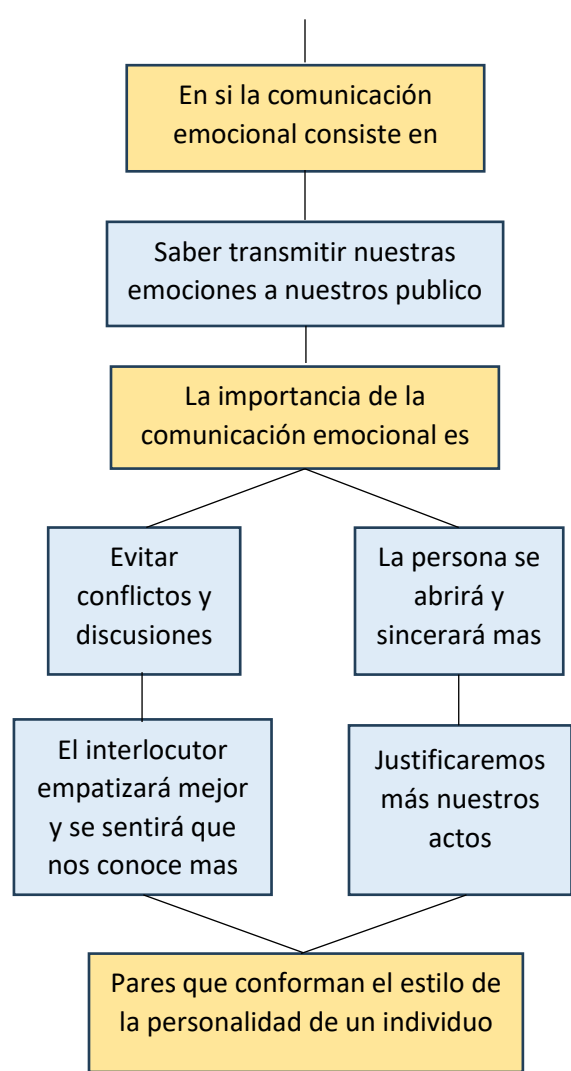 En si la comunicación
emocional consiste en
Saber transmitir nuestras
emociones a nuestros publico
La importancia de la
comunicación emocional es
Evitar
conflictos y
discusiones
La persona se
abrirá y
sincerará mas
El interlocutor
empatizará mejor
y se sentirá que
nos conoce mas
Justificaremos
más nuestros
actos
Pares que conforman el estilo de
la personalidad de un individuo